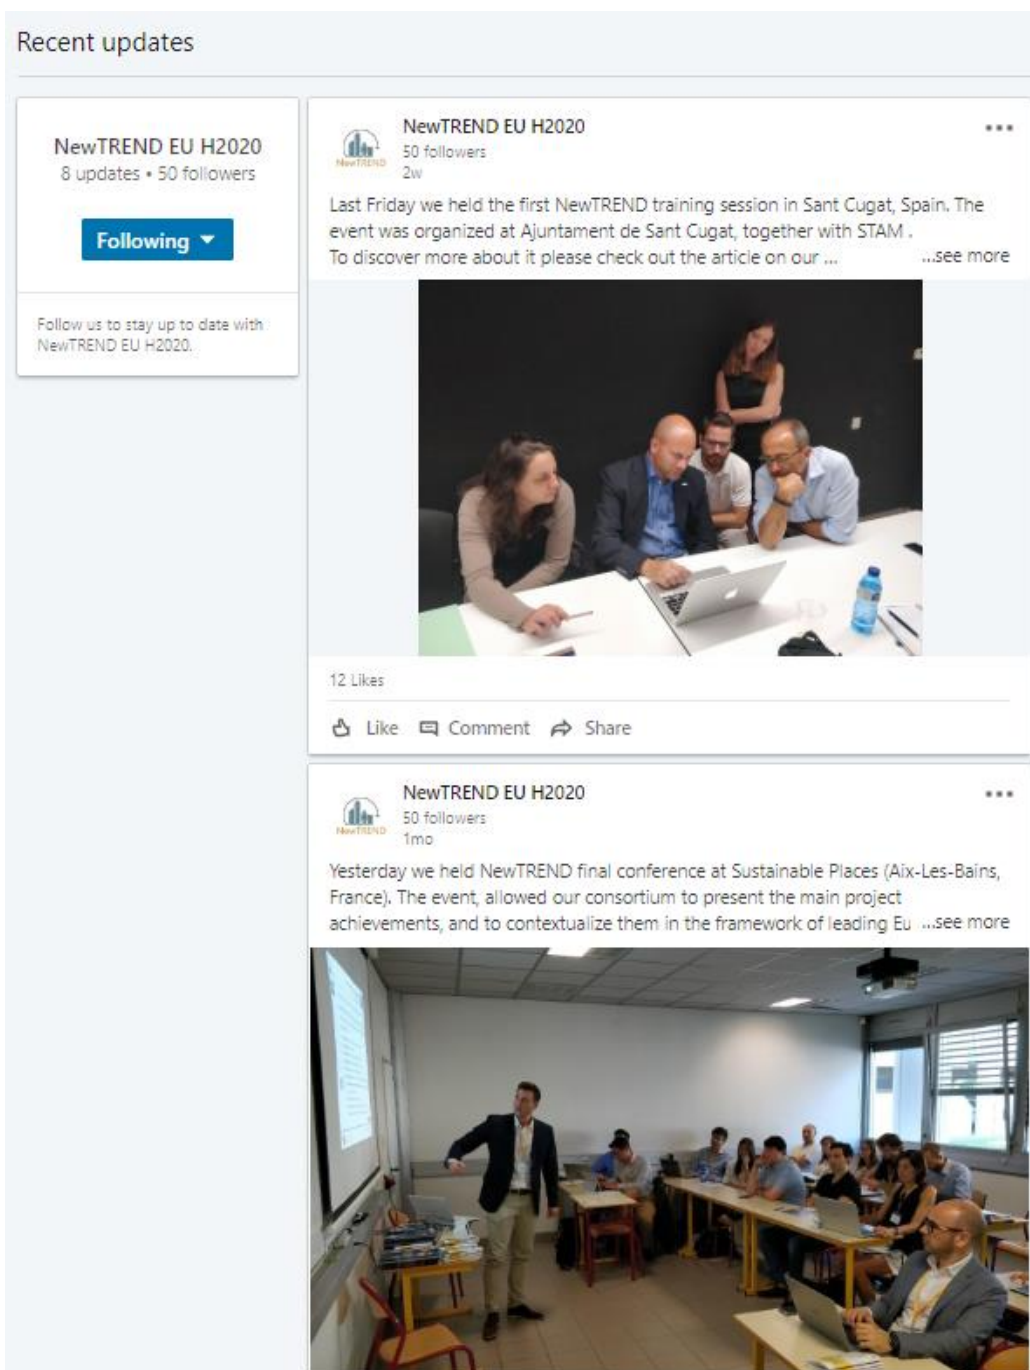 Recent updates
NewTREND EU H2020
8 updates • 50 followers
Following
Follow us to stay up to date with
NewTREND EU H2020.
NewTREND
NewTREND EU H2020
50 followers
2w
Last Friday we held the first NewTREND training session in Sant Cugat, Spain. The
event was organized at Ajuntament de Sant Cugat, together with STAM .
To discover more about it please check out the article on our ... ...see more
12 Likes
Like Comment Share
NewTREND
NewTREND EU H2020
50 followers
1mo
Yesterday we held NewTREND final conference at Sustainable Places (Aix-Les-Bains,
France). The event, allowed our consortium to present the main project
achievements, and to contextualize them in the framework of leading Eu ...see more